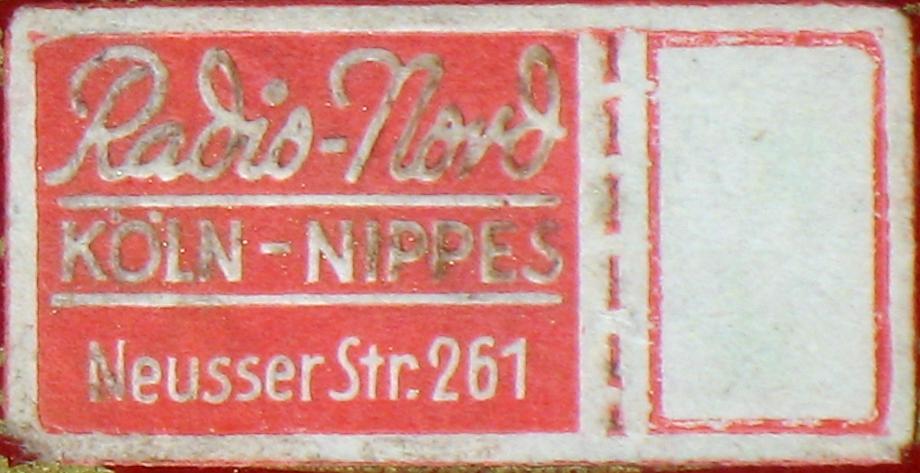 Radio-Nord
KÖLN - NIPPES
Neusser Str. 261